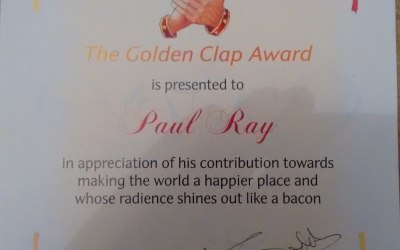 The Golden Clap Award
is presented to
Paul Ray
in appreciation of his contribution towards
making the world a happier place and
whose radience shines out like a bacon